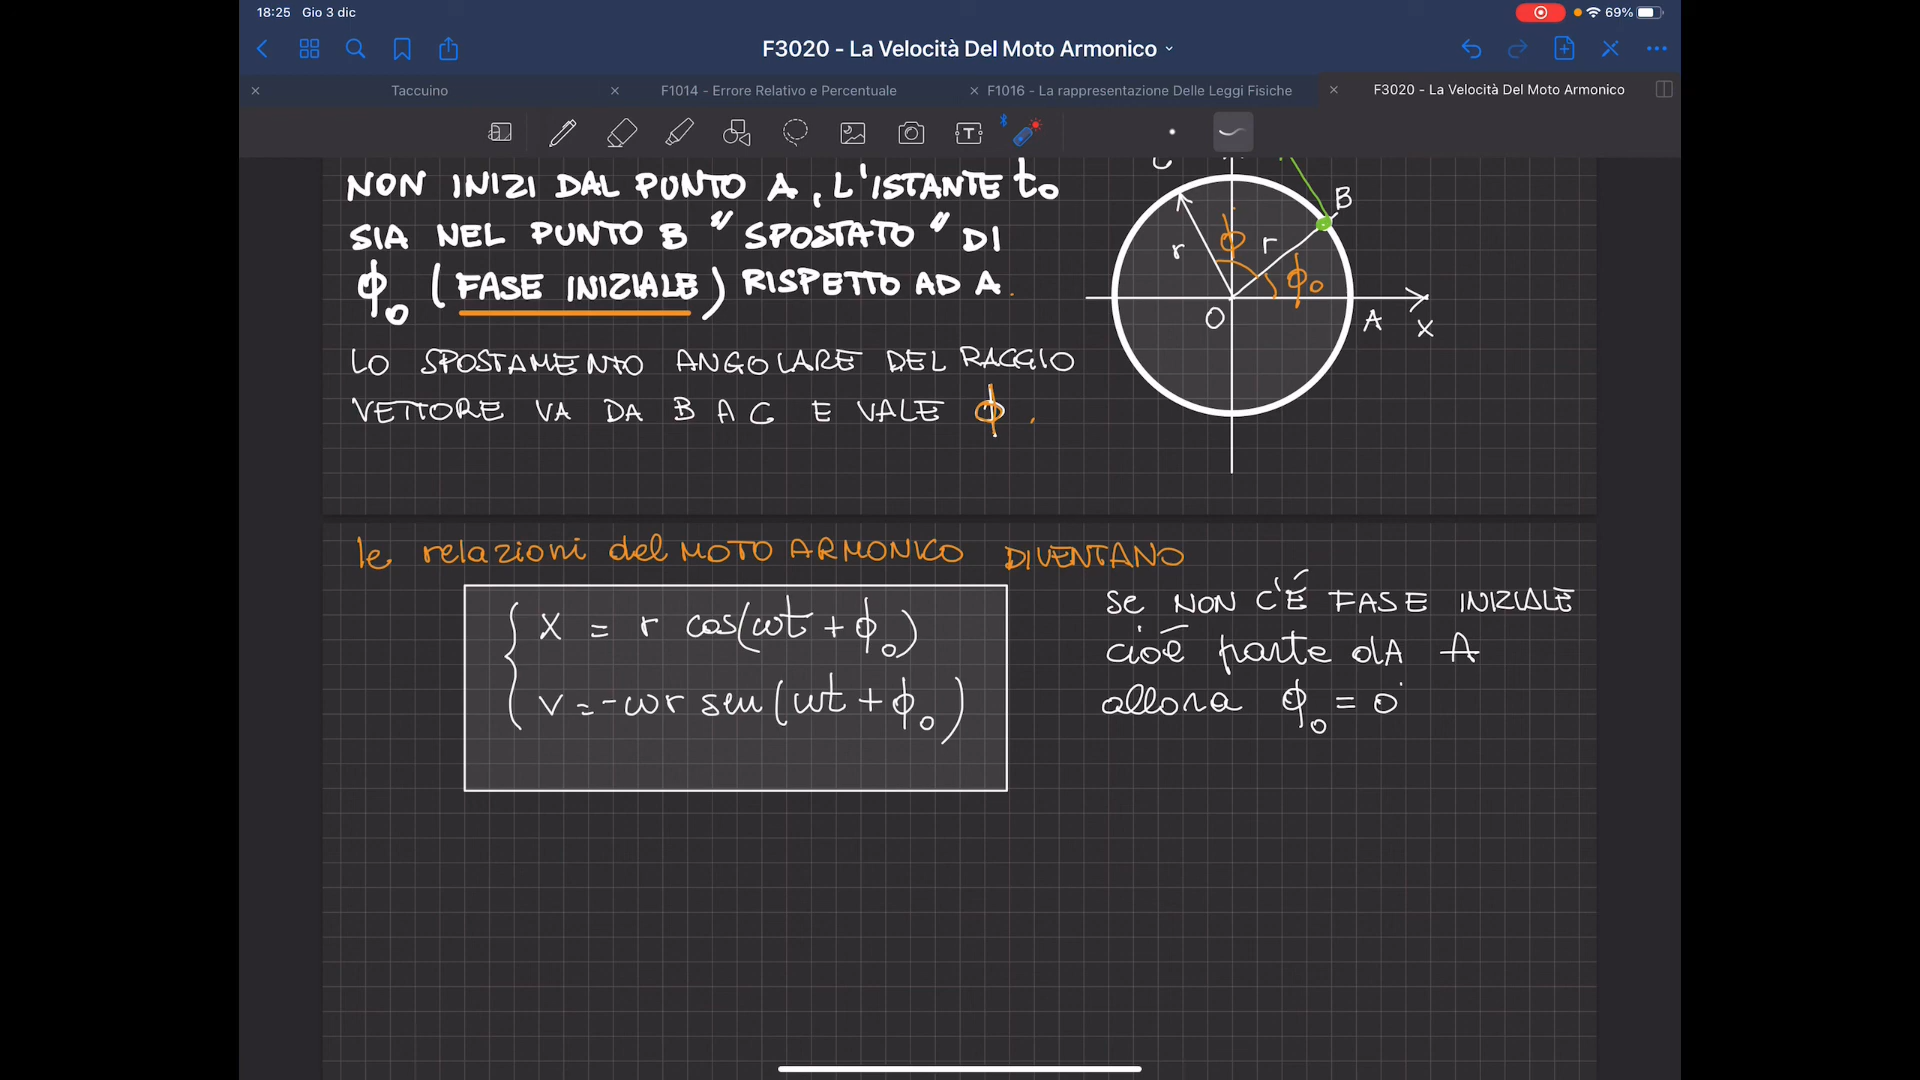 18:25 Gio 3 dic
69%
F3020 - La Velocità Del Moto Armonico
Taccuino
F1014 - Errore Relativo e Percentuale
F1016 - La rappresentazione Delle Leggi Fisiche
F3020 - La Velocità Del Moto Armonico
T
NON INIZI DAL PUNTO A, L'ISTANTE t₀
SIA NEL PUNTO B "SPOSTATO" DI
ϕ₀ (FASE INIZIALE) RISPETTO AD A.
LO SPOSTAMENTO ANGOLARE DEL RAGGIO
VETTORE VA DA B A C E VALE ϕ.
C
B
r
ϕ
r
ϕ₀
O
A
x
le relazioni del MOTO ARMONICO DIVENTANO
x = r cos(ωt + ϕ₀)
v = -ωr sen(ωt + ϕ₀)
Se NON C'É FASE INIZIALE
cioé parte dA A
allora ϕ₀ = 0